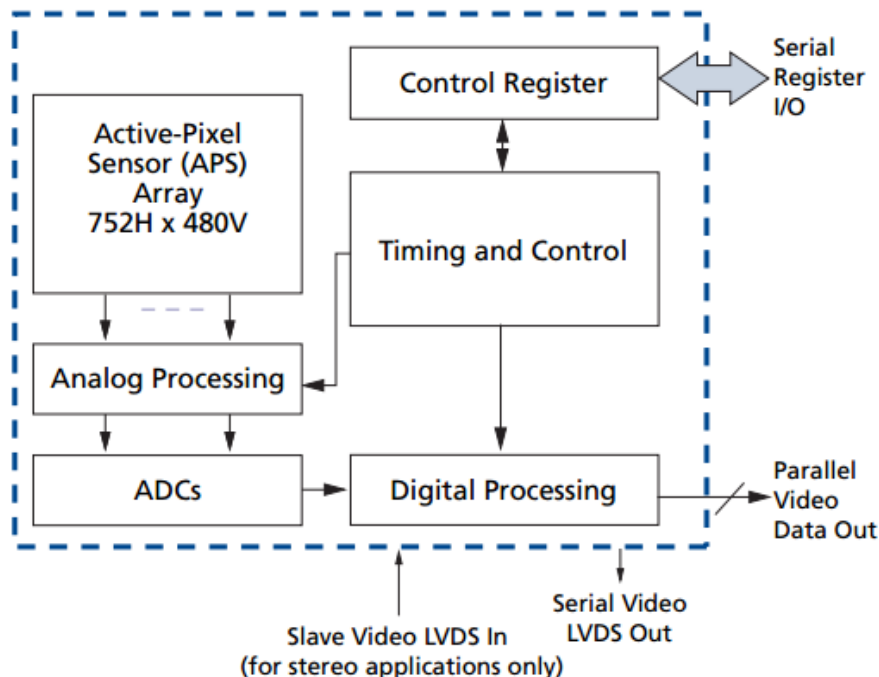 Control Register
Serial
Register
I/O
Active-Pixel
Sensor (APS)
Array
752H x 480V
Timing and Control
Analog Processing
ADCs
Digital Processing
Parallel
Video
Data Out
Slave Video LVDS In
(for stereo applications only)
Serial Video
LVDS Out